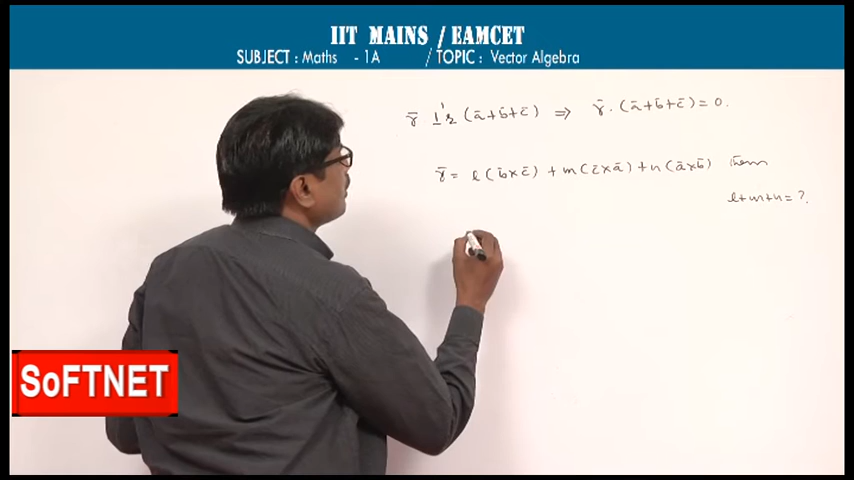 IIT MAINS / EAMCET
SUBJECT : Maths - 1A / TOPIC : Vector Algebra
r̄ ⊥'r (ā+b̄+c̄) ⇒ r̄ . (ā+b̄+c̄) = 0.
r̄ = l (b̄×c̄) + m (c̄×ā) + n (ā×b̄) then
l+m+n = ?.
SoFTNET